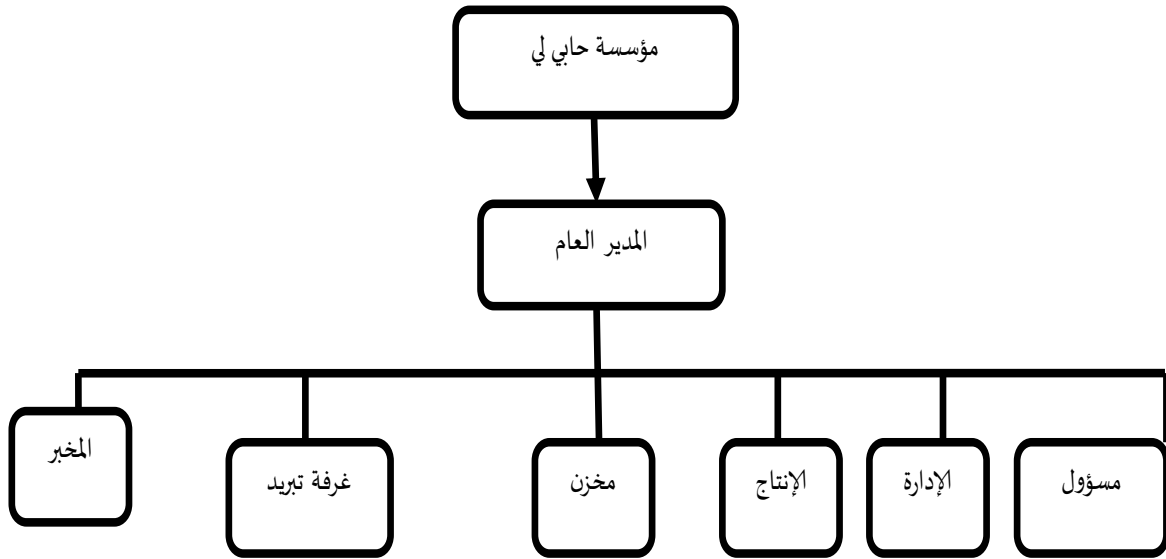 مؤسسة حابي لي
المدير العام
مسؤول
الإدارة
الإنتاج
مخزن
غرفة تبريد
المخبر